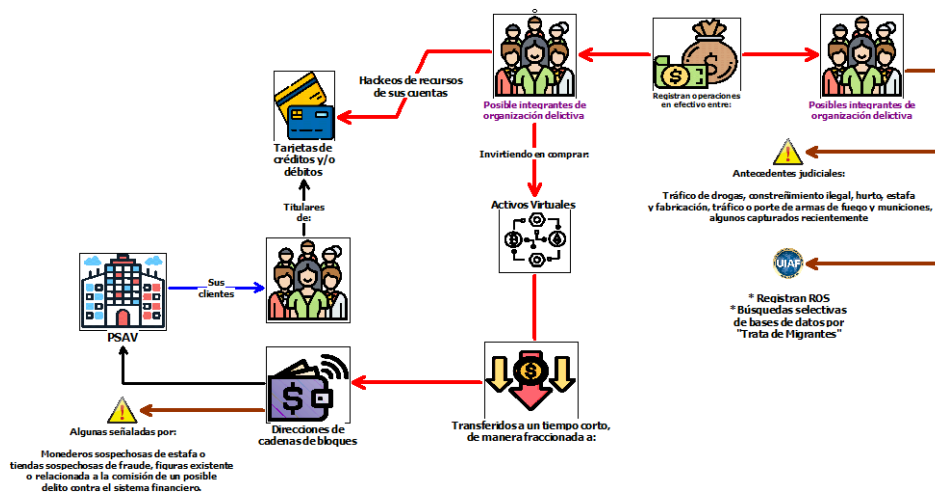 Hackeos de recursos
de sus cuentas
Posible integrantes de
organización delictiva
Registran operaciones
en efectivo entre:
Posibles integrantes de
organización delictiva
Tarjetas de
créditos y/o
débitos
Invirtiendo en comprar:
Antecedentes judiciales:
Tráfico de drogas, constreñimiento ilegal, hurto, estafa
y fabricación, tráfico o porte de armas de fuego y municiones,
algunos capturados recientemente
Titulares
de:
Activos Virtuales
UIAF
* Registran ROS
* Búsquedas selectivas
de bases de datos por
"Trata de Migrantes"
Sus
clientes
PSAV
Direcciones de
cadenas de bloques
Transferidos a un tiempo corto,
de manera fraccionada a:
Algunas señaladas por:
Monederos sospechosas de estafa o
tiendas sospechosas de fraude, figuras existente
o relacionada a la comisión de un posible
delito contra el sistema financiero.